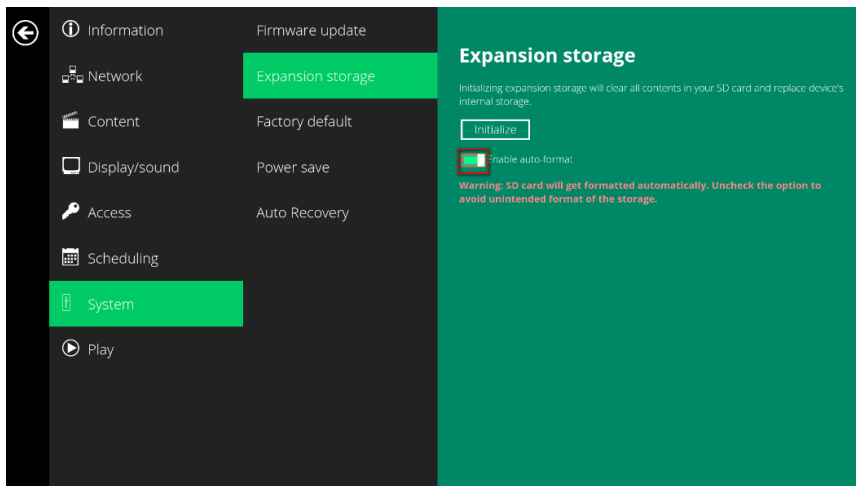 Information
Network
Content
Display/sound
Access
Scheduling
System
Play
Firmware update
Expansion storage
Factory default
Power save
Auto Recovery
Expansion storage
Initializing expansion storage will clear all contents in your SD card and replace device's
internal storage.
Initialize
Enable auto-format
Warning: SD card will get formatted automatically. Uncheck the option to
avoid unintended format of the storage.